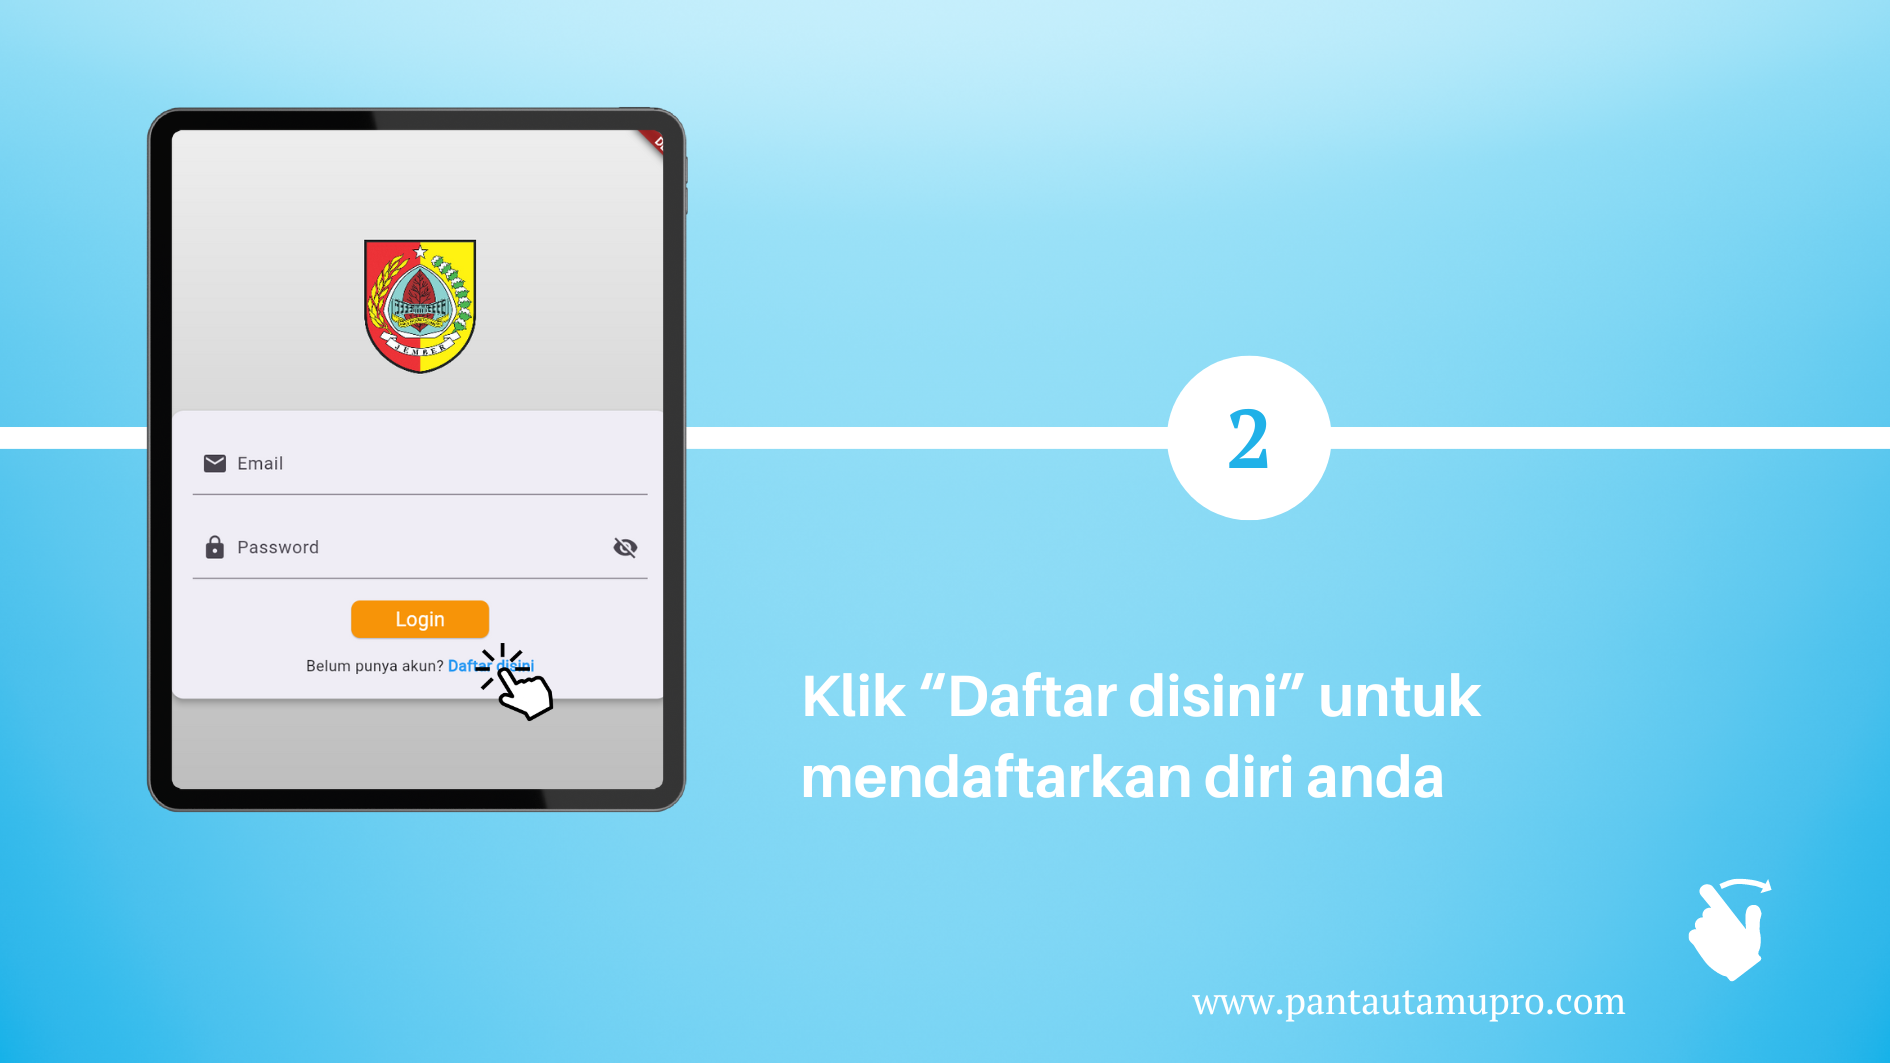 JEMBER
Email
Password
Login
Belum punya akun? Daftar disini
2
Klik “Daftar disini” untuk
mendaftarkan diri anda
www.pantautamupro.com